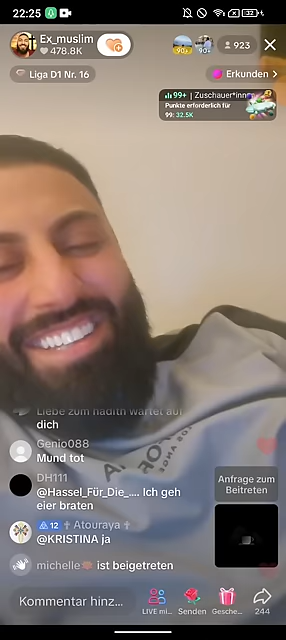 22:25
32
Ex_muslim
478.8K
923
Liga D1 Nr. 16
Erkunden >
99+ | Zuschauer*innen
Punkte erforderlich für
99: 32.5K
Liebe zum hadith wartet auf
dich
Genio088
Mund tot
DH111
@Hassel_Für_Die_.... Ich geh
eier braten
12 † Atouraya †
@KRISTINA ja
michelle ist beigetreten
Anfrage zum
Beitreten
Kommentar hinz...
LIVE mi...
Senden
Gesche...
244